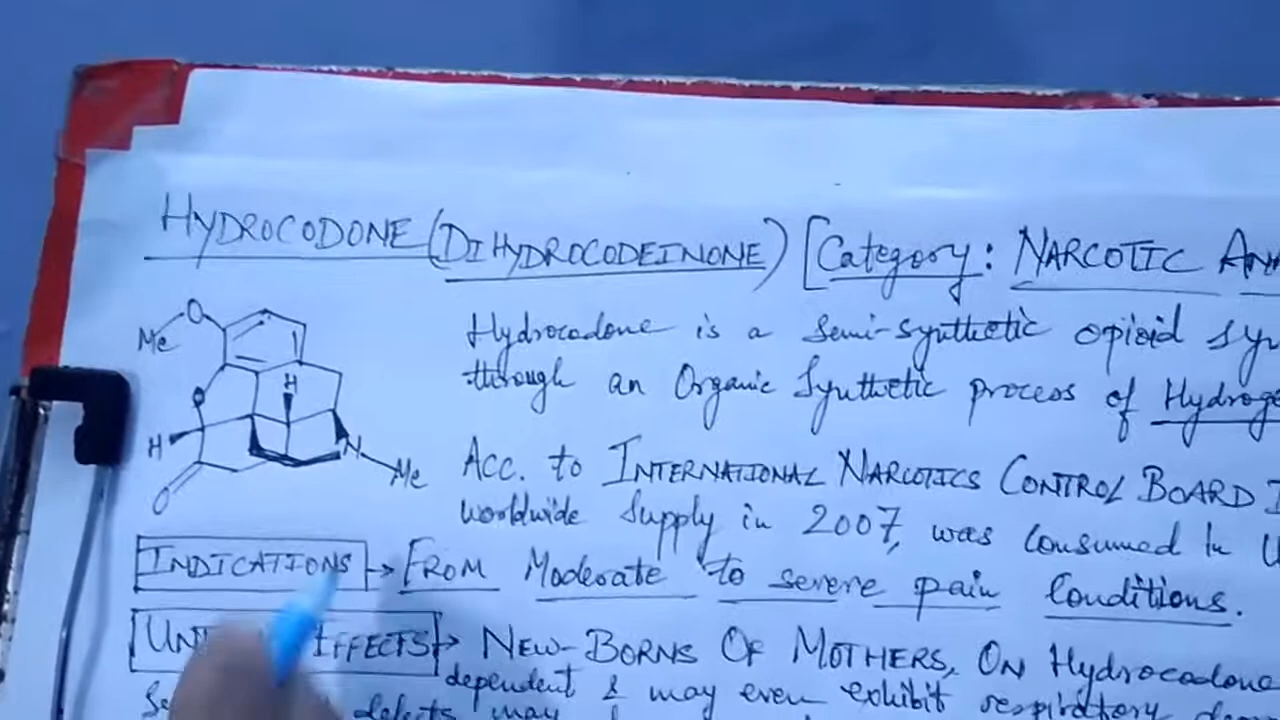 HYDROCODONE (DIHYDROCODEINONE) [Category: NARCOTIC
Me O
Hydrocodone is a Semi-synthetic opioid
through an Organic Synthetic process of
H
O
H
N
Me
O
Acc. to INTERNATIONAL NARCOTICS CONTROL BOARD
worldwide Supply in 2007, was Consumed In
INDICATIONS → FROM Moderate to severe pain Conditions.
EFFECTS → NEW-BORNS OF MOTHERS, ON Hydrocodone
dependent & may even exhibit respiratory
defects may